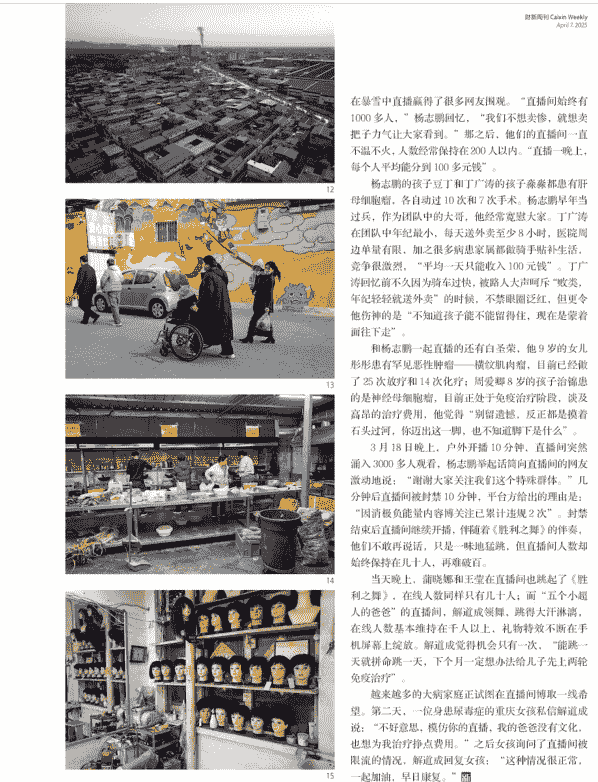 财新周刊 Caixin Weekly
April 7, 2025
在暴雪中直播赢得了很多网友围观。“直播间始终有
1000多人，”杨志鹏回忆，“我们不想卖惨，就想卖
把子力气让大家看到。”那之后，他们的直播间一直
不温不火，人数经常保持在200人以内。“直播一晚上，
每个人平均能分到100多元钱”。
杨志鹏的孩子豆丁和丁广涛的孩子淼淼都患有肝
母细胞瘤，各自动过10次和7次手术。杨志鹏早年当
过兵，作为团队中的大哥，他经常宽慰大家。丁广涛
在团队中年纪最小，每天送外卖至少8小时，医院周
边单量有限，加之很多病患家属都做骑手贴补生活，
竞争很激烈，“平均一天只能收入100元钱”。丁广
涛回忆前不久因为骑车过快，被路人大声呵斥“败类，
年纪轻轻就送外卖”的时候，不禁眼圈泛红，但更令
他伤神的是“不知道孩子能不能留得住，现在是蒙着
面往下走”。
和杨志鹏一起直播的还有白圣荣，他9岁的女儿
彤彤患有罕见恶性肿瘤——横纹肌肉瘤，目前已经做
了25次放疗和14次化疗；周爱卿8岁的孩子治锦患
的是神经母细胞瘤，目前正处于免疫治疗阶段，谈及
高昂的治疗费用，他觉得“别留遗憾，反正都是摸着
石头过河，你迈出这一脚，也不知道脚下是什么”。
3月18日晚上，户外开播10分钟，直播间突然
涌入3000多人观看，杨志鹏举起话筒向直播间的网友
激动地说：“谢谢大家关注我们这个特殊群体。”几
分钟后直播间被封禁10分钟，平台方给出的理由是：
“因消极负能量内容博关注已累计违规2次”。封禁
结束后直播间继续开播，伴随着《胜利之舞》的伴奏，
他们不敢再说话，只是一味地猛跳，但直播间人数却
始终保持在几十人，再难破百。
当天晚上，蒲晓娜和王莹在直播间也跳起了《胜
利之舞》，在线人数同样只有几十人；而“五个小超
人的爸爸”的直播间，解道成领舞，跳得大汗淋漓，
在线人数基本维持在千人以上，礼物特效不断在手
机屏幕上绽放。解道成觉得机会只有一次，“能跳一
天就拼命跳一天，下个月一定想办法给儿子先上两轮
免疫治疗”。
越来越多的大病家庭正试图在直播间博取一线希
望。第二天，一位身患尿毒症的重庆女孩私信解道成
说：“不好意思，模仿你的直播，我的爸爸没有文化，
也想为我治疗挣点费用。”之后女孩询问了直播间被
限流的情况，解道成回复女孩：“这种情况很正常，
一起加油，早日康复。”
12
13
14
15